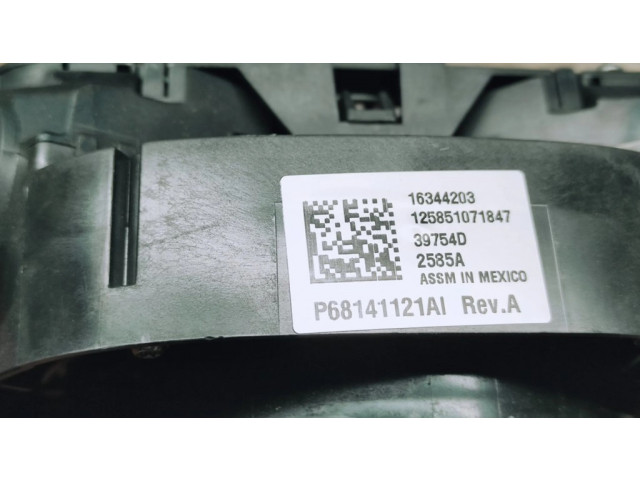 16344203
125851071847
39754D
2585A
ASSM IN MEXICO
P68141121AI Rev.A